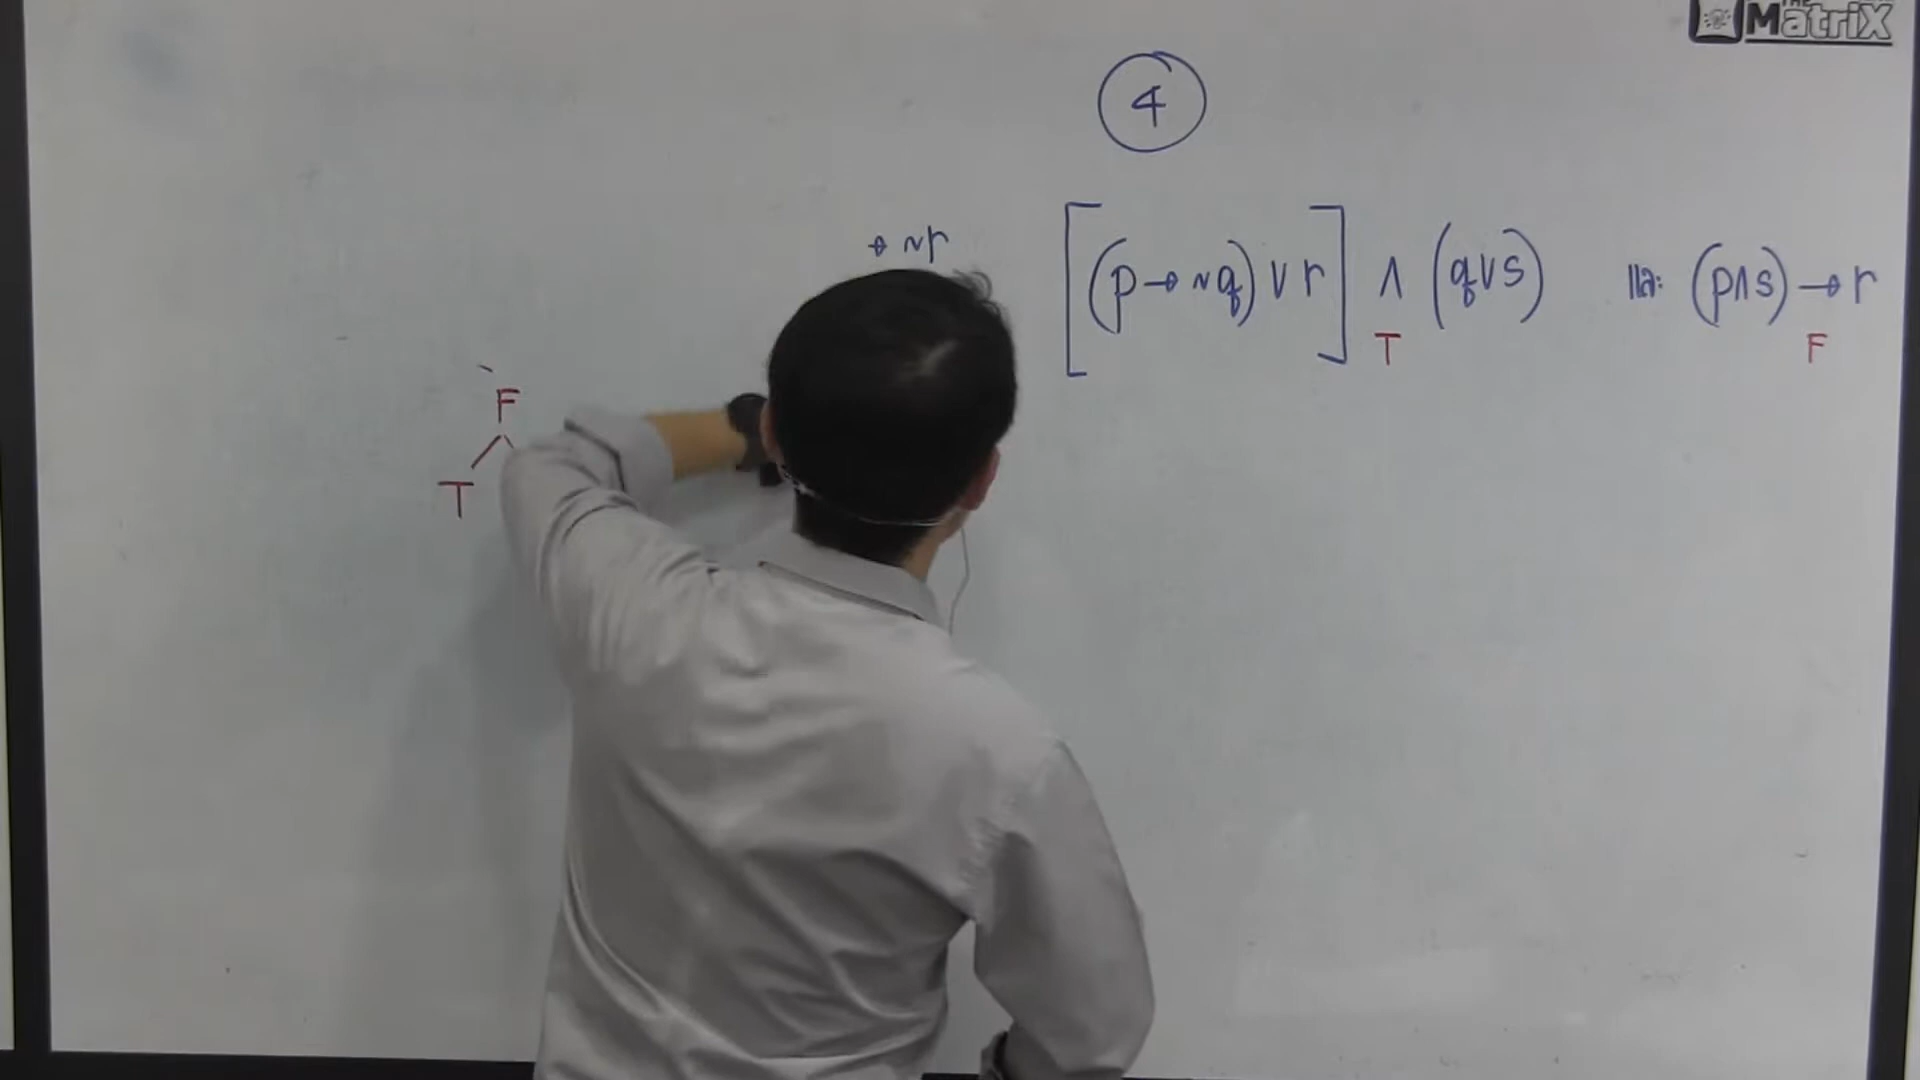 THE MatriX
4
→ ~r
[(p → ~q) ∨ r] ∧ (q ∨ s) และ (p ∧ s) → r
T F
F
T